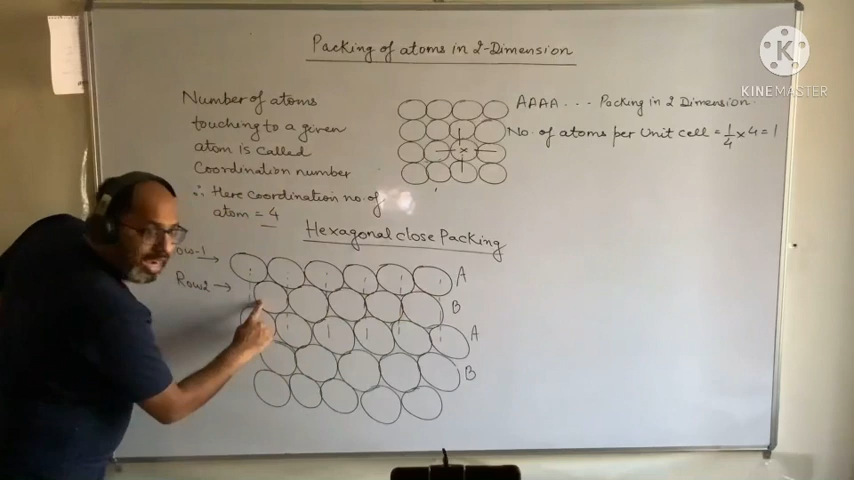 Packing of atoms in 2-Dimension
K
KINEMASTER
Number of atoms
touching to a given
atom is called
Coordination number
∴ Here coordination no. of
atom = 4
AAAA... Packing in 2 Dimension.
No. of atoms per Unit cell = 1/4 x 4 = 1
x
Hexagonal close Packing
ow-1 →
A
Row2 →
B
A
B